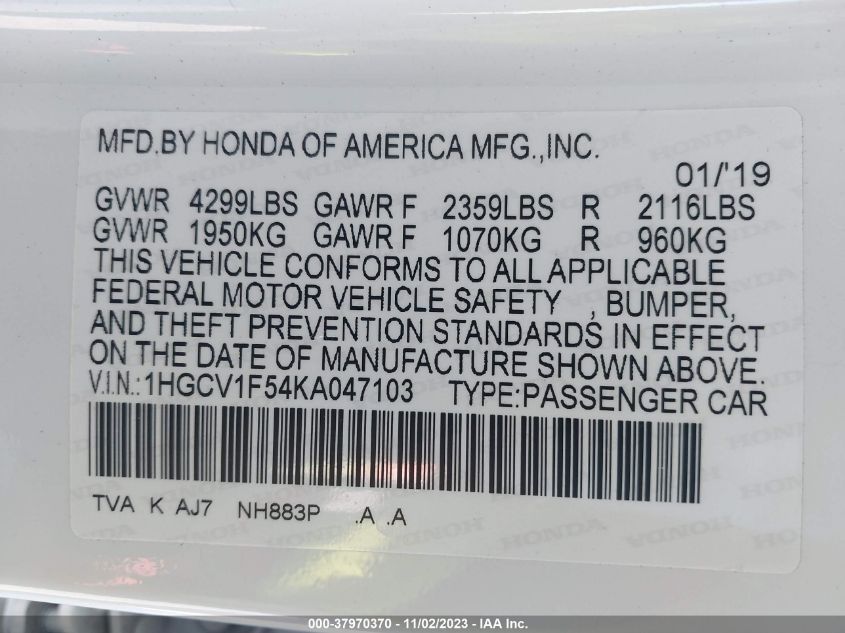 MFD.BY HONDA OF AMERICA MFG.,INC.
01/'19
GVWR 4299LBS GAWR F 2359LBS R 2116LBS
GVWR 1950KG GAWR F 1070KG R 960KG
THIS VEHICLE CONFORMS TO ALL APPLICABLE
FEDERAL MOTOR VEHICLE SAFETY , BUMPER,
AND THEFT PREVENTION STANDARDS IN EFFECT
ON THE DATE OF MANUFACTURE SHOWN ABOVE.
V.I.N.:1HGCV1F54KA047103 TYPE:PASSENGER CAR
TVA K AJ7 NH883P .A .A
000-37970370 - 11/02/2023 - IAA Inc.